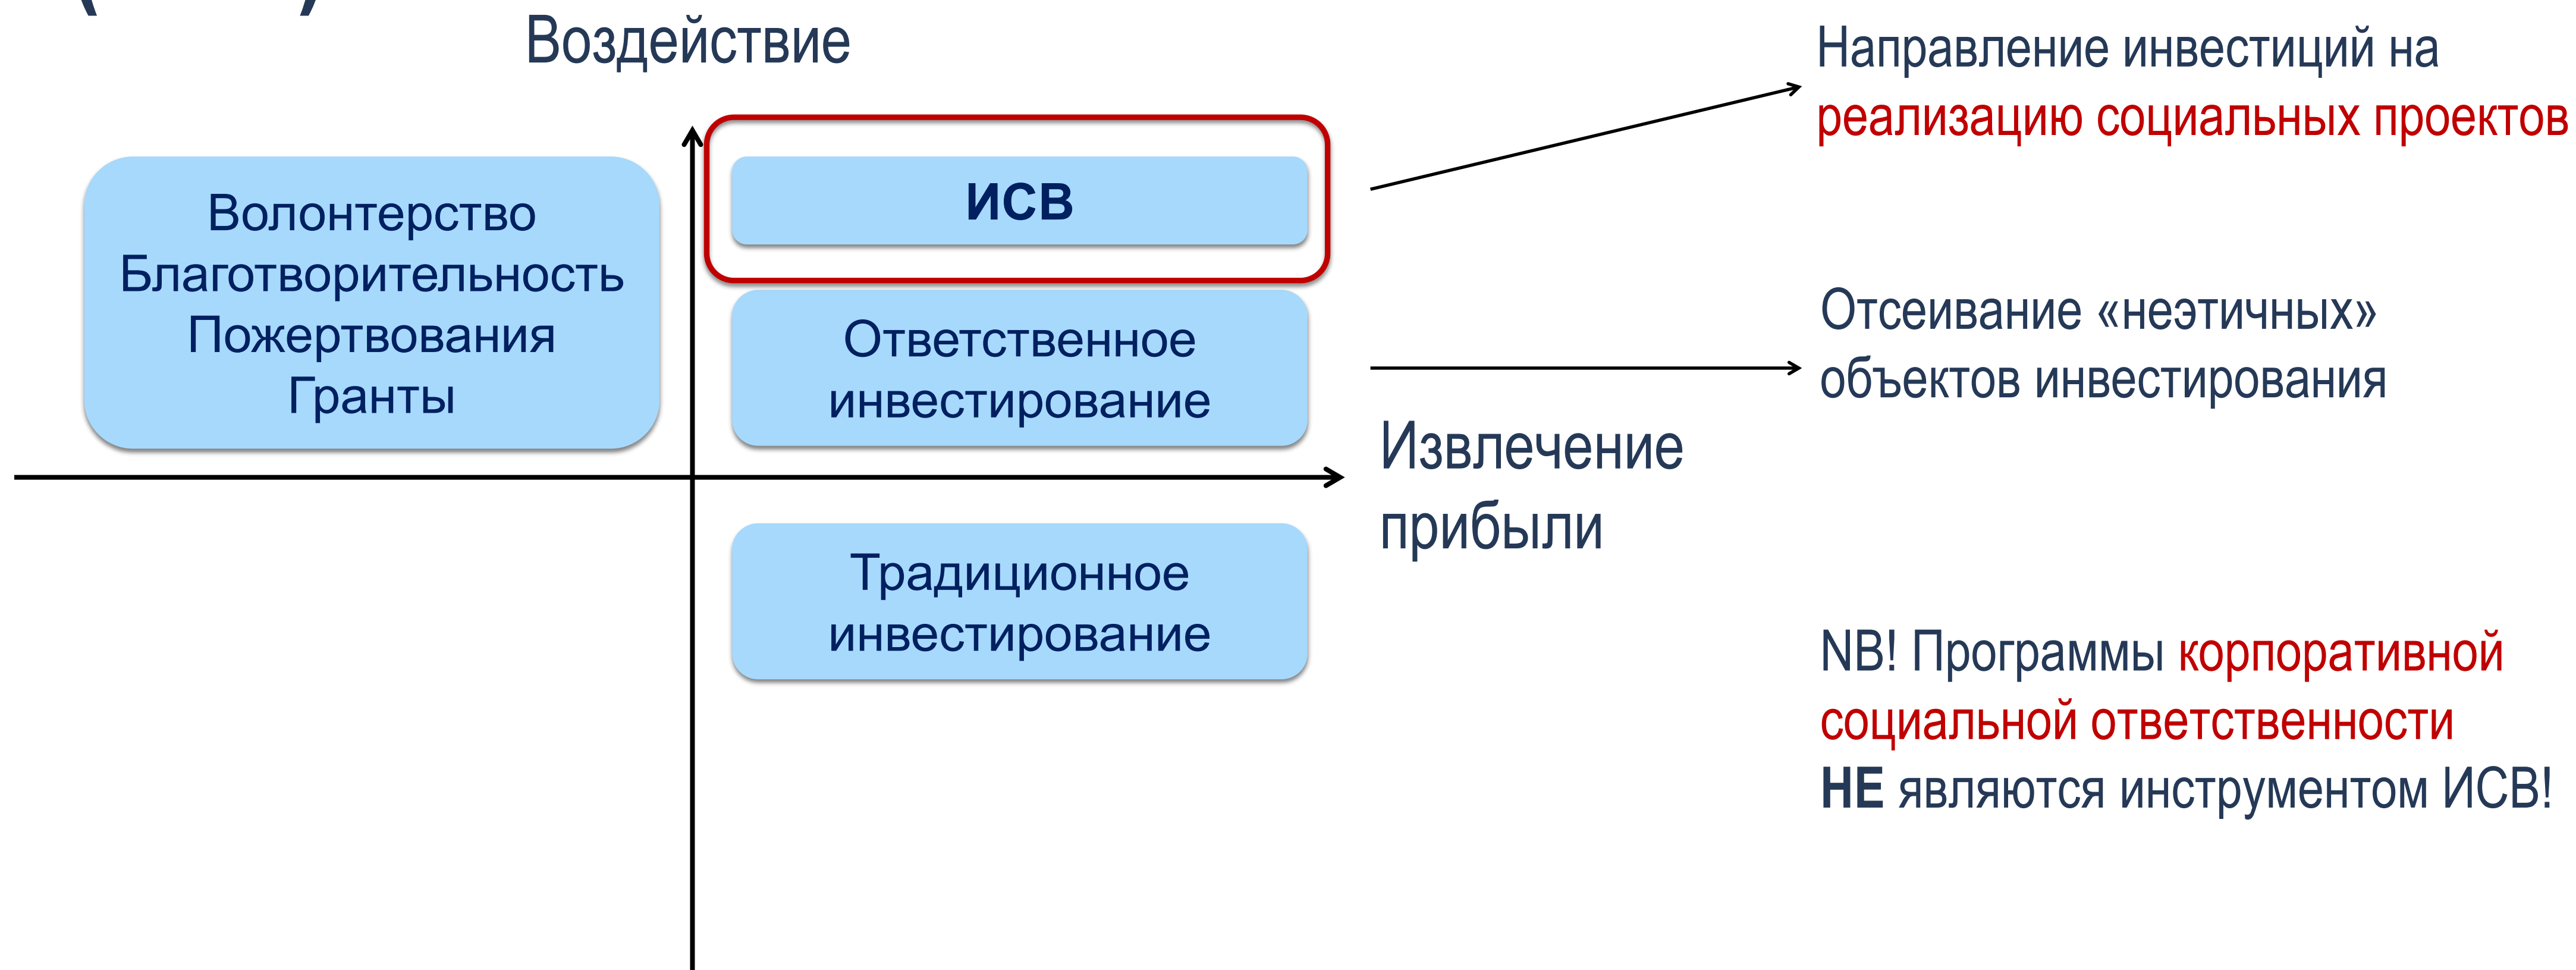 Воздействие
Волонтерство
Благотворительность
Пожертвования
Гранты
ИСВ
Ответственное
инвестирование
Извлечение
прибыли
Традиционное
инвестирование
Направление инвестиций на
реализацию социальных проектов
Отсеивание «неэтичных»
объектов инвестирования
NB! Программы корпоративной
социальной ответственности
НЕ являются инструментом ИСВ!